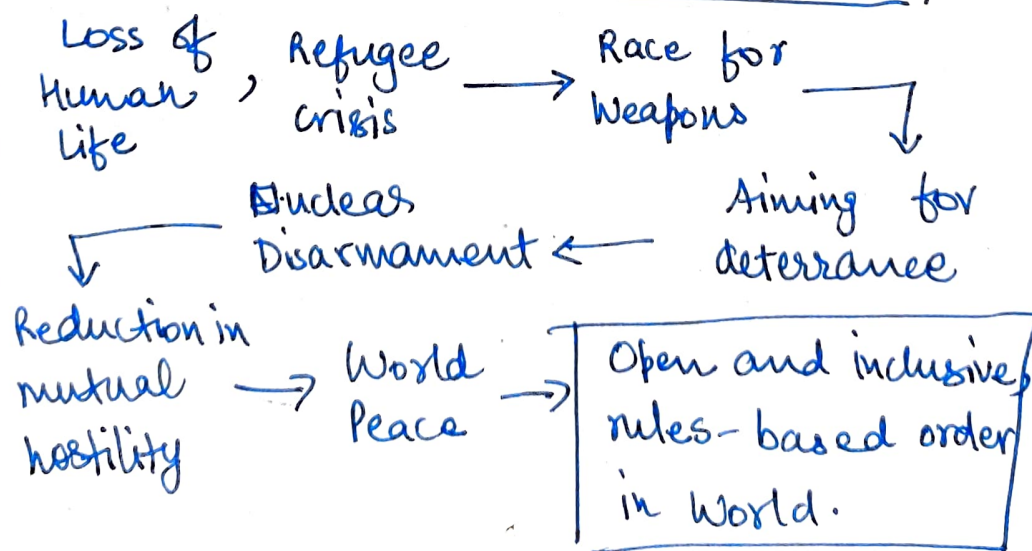 Loss of
Human
Life
,
Refugee
crisis
Race for
Weapons
Aiming for
deterrance
Nuclear
Disarmament
Reduction in
mutual
hostility
World
Peace
Open and inclusive,
rules-based order
in World.